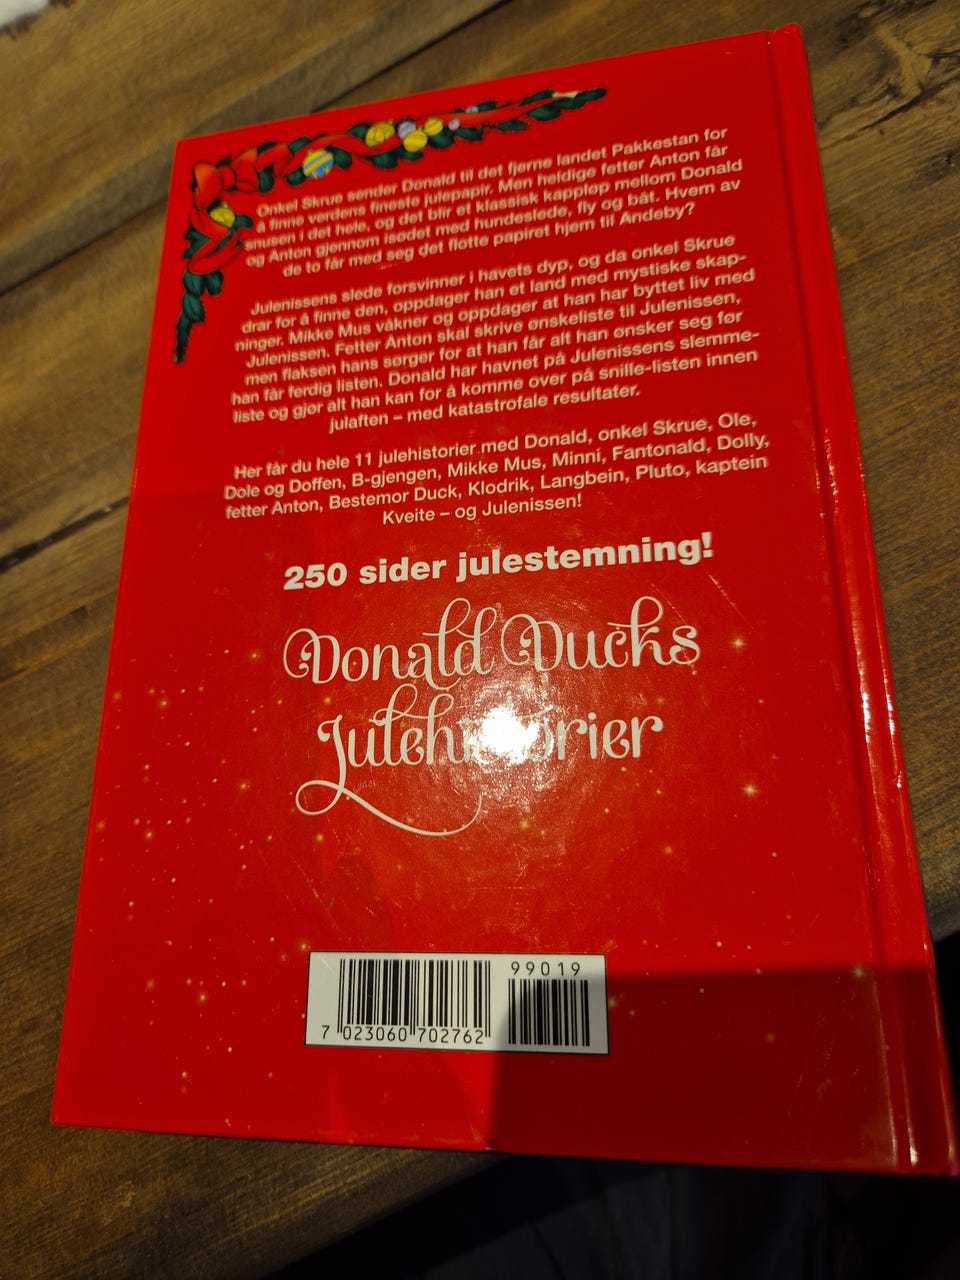 Onkel Skrue sender Donald til det fjerne landet Pakkestan for
å finne verdens fineste julepapir. Men heldige fetter Anton får
snusen i det hele, og det blir et klassisk kappløp mellom Donald
og Anton gjennom isødet med hundeslede, fly og båt. Hvem av
de to får med seg det flotte papiret hjem til Andeby?
Julenissens slede forsvinner i havets dyp, og da onkel Skrue
drar for å finne den, oppdager han et land med mystiske skap-
ninger. Mikke Mus våkner og oppdager at han har byttet liv med
Julenissen. Fetter Anton skal skrive ønskeliste til Julenissen,
men flaksen hans sørger for at han får alt han ønsker seg før
han får ferdig listen. Donald har havnet på Julenissens slemme-
liste og gjør alt han kan for å komme over på snille-listen innen
julaften – med katastrofale resultater.
Her får du hele 11 julehistorier med Donald, onkel Skrue, Ole,
Dole og Doffen, B-gjengen, Mikke Mus, Minni, Fantonald, Dolly,
fetter Anton, Bestemor Duck, Klodrik, Langbein, Pluto, kaptein
Kveite – og Julenissen!
250 sider julestemning!
Donald Ducks
Julehistorier
99019
7 023060 702762